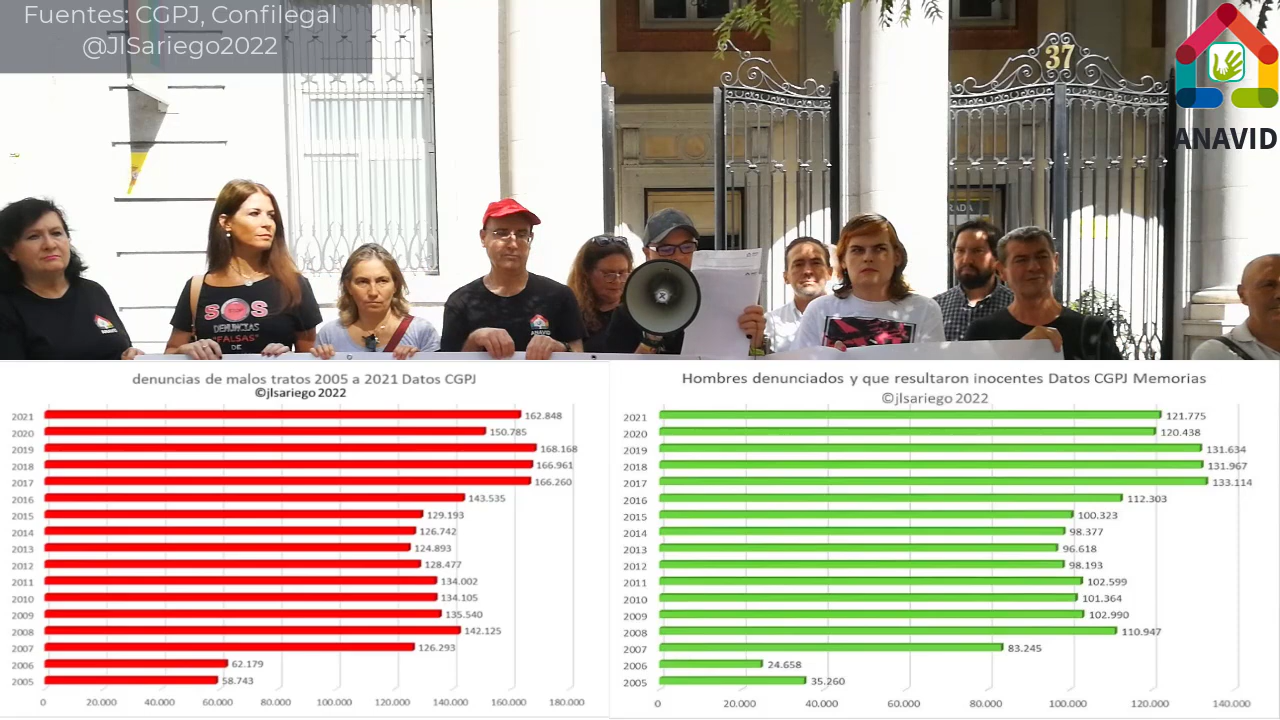 Fuentes: CGPJ, Confilegal
@JlSariego2022
37
ANAVID
SOS
DENUNCIAS
"FALSAS"
DE
ANAVID
ANAVID
denuncias de malos tratos 2005 a 2021 Datos CGPJ
©jlsariego 2022
2021 162.848
2020 150.785
2019 168.168
2018 166.961
2017 166.260
2016 143.535
2015 129.193
2014 126.742
2013 124.893
2012 128.477
2011 134.002
2010 134.105
2009 135.540
2008 142.125
2007 126.293
2006 62.179
2005 58.743
0 20.000 40.000 60.000 80.000 100.000 120.000 140.000 160.000 180.000
Hombres denunciados y que resultaron inocentes Datos CGPJ Memorias
©jlsariego 2022
2021 121.775
2020 120.438
2019 131.634
2018 131.967
2017 133.114
2016 112.303
2015 100.323
2014 98.377
2013 96.618
2012 98.193
2011 102.599
2010 101.364
2009 102.990
2008 110.947
2007 83.245
2006 24.658
2005 35.260
0 20.000 40.000 60.000 80.000 100.000 120.000 140.000